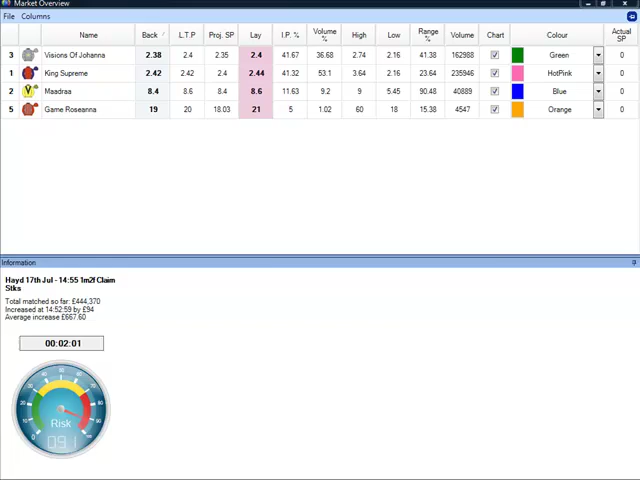 Market Overview
File Columns
Name Back / L.T.P Proj. SP Lay I.P. % Volume % High Low Range % Volume Chart Colour Actual SP
3 Visions Of Johanna 2.38 2.4 2.35 2.4 41.67 36.68 2.74 2.16 41.38 162988 Green 0
1 King Supreme 2.42 2.42 2.4 2.44 41.32 53.1 3.64 2.16 23.64 235946 HotPink 0
2 Maadraa 8.4 8.6 8.4 8.6 11.63 9.2 9 5.45 90.48 40889 Blue 0
5 Game Roseanna 19 20 18.03 21 5 1.02 60 18 15.38 4547 Orange 0
Information
Hayd 17th Jul - 14:55 1m2f Claim
Stks
Total matched so far: £444,370
Increased at 14:52:59 by £94
Average increase £667.60
00:02:01
Risk